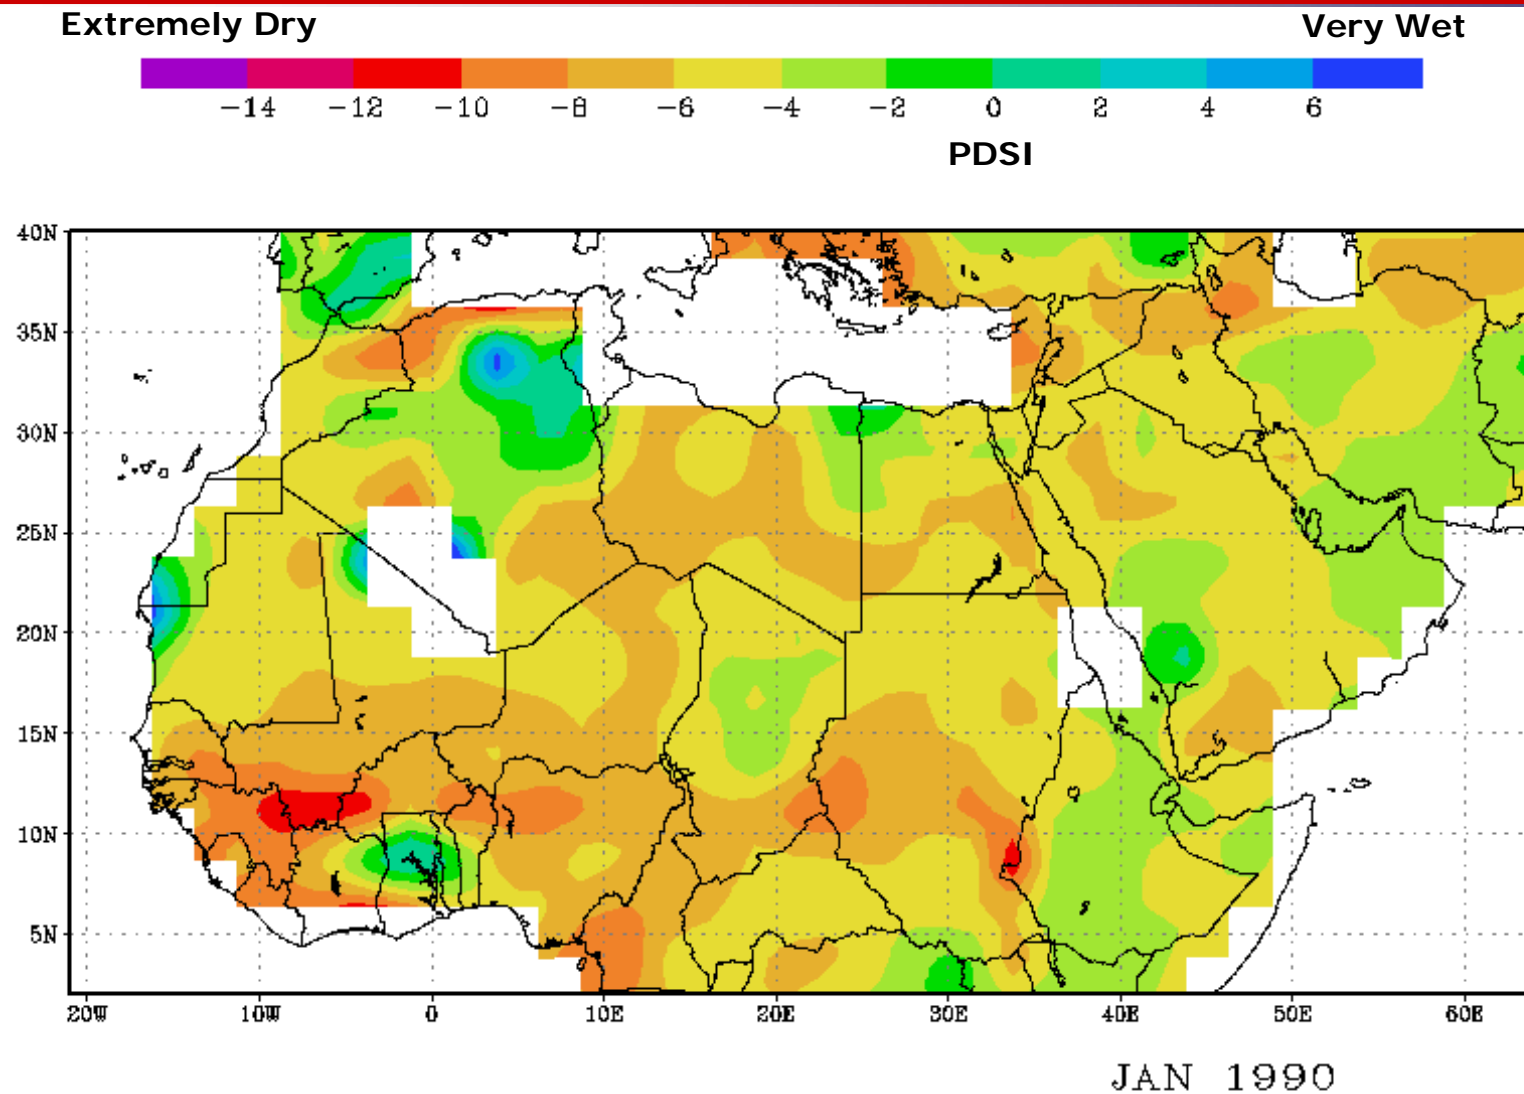 Extremely Dry Very Wet
−14 −12 −10 −8 −6 −4 −2 0 2 4 6
PDSI
40N
35N
30N
25N
20N
15N
10N
5N
20W 10W 0 10E 20E 30E 40E 50E 60E
JAN 1990